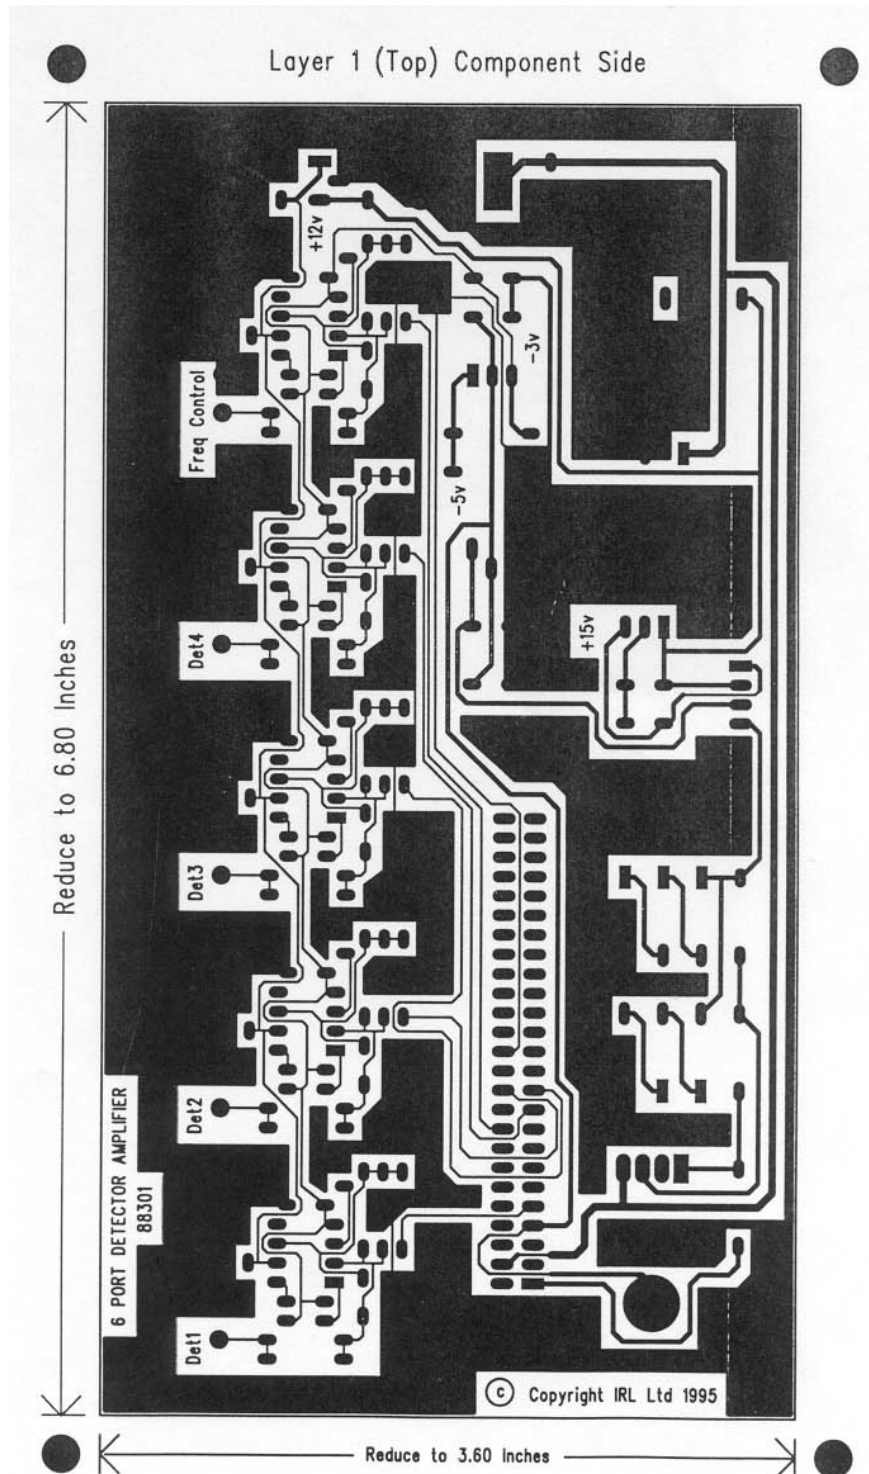 Layer 1 (Top) Component Side
+12v
Freq Control
-3v
-5v
Det4
+15v
Reduce to 6.80 Inches
Det3
Det2
6 PORT DETECTOR AMPLIFIER
88301
Det1
© Copyright IRL Ltd 1995
Reduce to 3.60 Inches